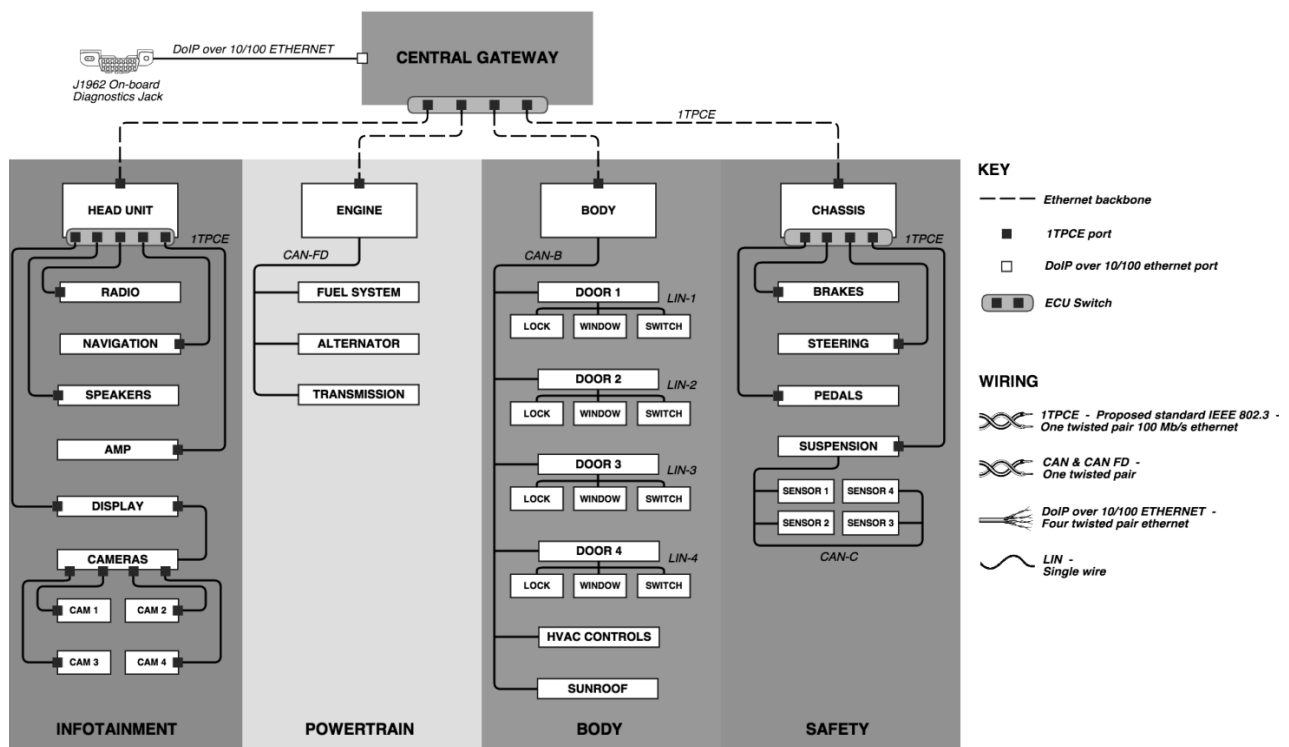 DoIP over 10/100 ETHERNET
J1962 On-board
Diagnostics Jack
CENTRAL GATEWAY
1TPCE
HEAD UNIT
1TPCE
RADIO
NAVIGATION
SPEAKERS
AMP
DISPLAY
CAMERAS
CAM 1
CAM 2
CAM 3
CAM 4
INFOTAINMENT
ENGINE
CAN-FD
FUEL SYSTEM
ALTERNATOR
TRANSMISSION
POWERTRAIN
BODY
CAN-B
DOOR 1
LIN-1
LOCK
WINDOW
SWITCH
DOOR 2
LIN-2
LOCK
WINDOW
SWITCH
DOOR 3
LIN-3
LOCK
WINDOW
SWITCH
DOOR 4
LIN-4
LOCK
WINDOW
SWITCH
HVAC CONTROLS
SUNROOF
BODY
CHASSIS
1TPCE
BRAKES
STEERING
PEDALS
SUSPENSION
SENSOR 1
SENSOR 4
SENSOR 2
SENSOR 3
CAN-C
SAFETY
KEY
Ethernet backbone
1TPCE port
DoIP over 10/100 ethernet port
ECU Switch
WIRING
1TPCE - Proposed standard IEEE 802.3 -
One twisted pair 100 Mb/s ethernet
CAN & CAN FD -
One twisted pair
DoIP over 10/100 ETHERNET -
Four twisted pair ethernet
LIN -
Single wire